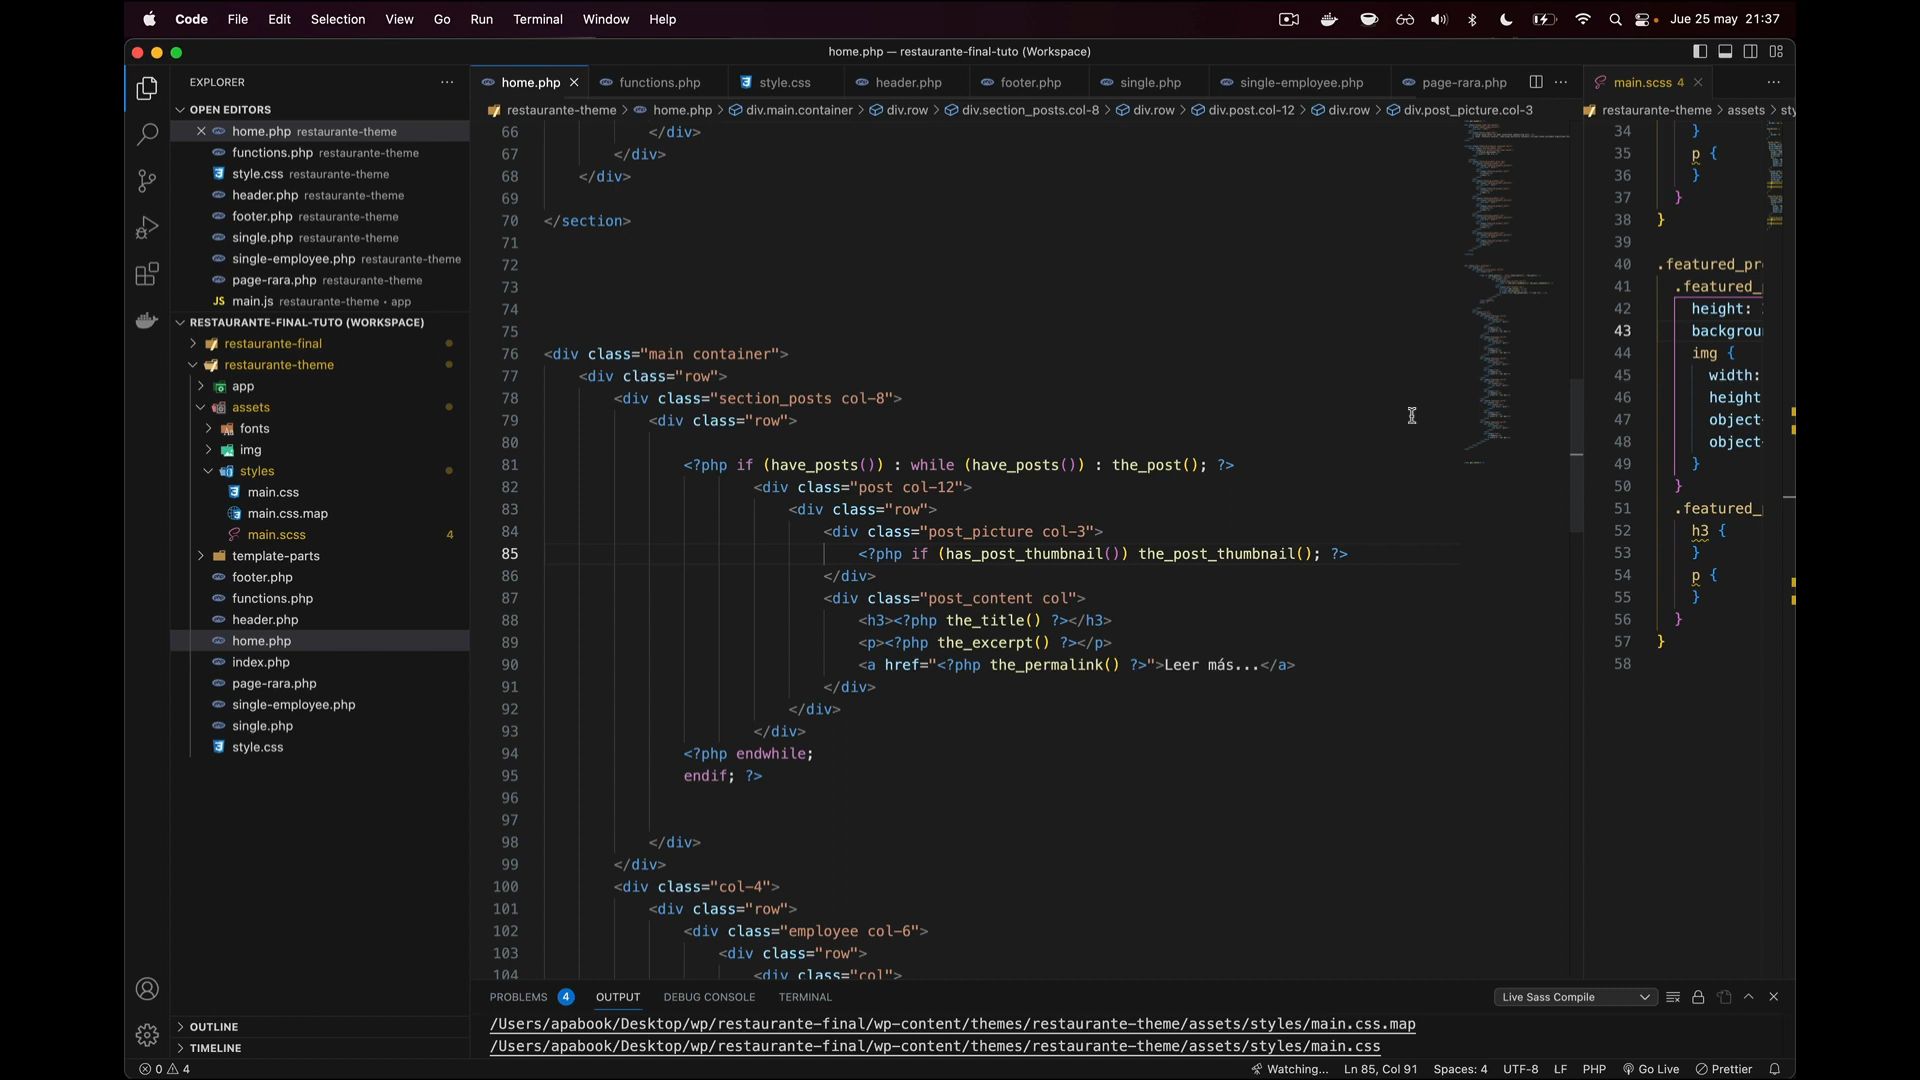 Code File Edit Selection View Go Run Terminal Window Help Jue 25 may 21:37
home.php — restaurante-final-tuto (Workspace)
EXPLORER
OPEN EDITORS
home.php restaurante-theme
functions.php restaurante-theme
style.css restaurante-theme
header.php restaurante-theme
footer.php restaurante-theme
single.php restaurante-theme
single-employee.php restaurante-theme
page-rara.php restaurante-theme
JS main.js restaurante-theme • app
RESTAURANTE-FINAL-TUTO (WORKSPACE)
restaurante-final
restaurante-theme
app
assets
fonts
img
styles
main.css
main.css.map
main.scss 4
template-parts
footer.php
functions.php
header.php
home.php
index.php
page-rara.php
single-employee.php
single.php
style.css
OUTLINE
TIMELINE
home.php functions.php style.css header.php footer.php single.php single-employee.php page-rara.php
restaurante-theme > home.php > div.main.container > div.row > div.section_posts.col-8 > div.row > div.post.col-12 > div.row > div.post_picture.col-3
66 </div>
67 </div>
68 </div>
69
70 </section>
71
72
73
74
75
76 <div class="main container">
77 <div class="row">
78 <div class="section_posts col-8">
79 <div class="row">
80
81 <?php if (have_posts()) : while (have_posts()) : the_post(); ?>
82 <div class="post col-12">
83 <div class="row">
84 <div class="post_picture col-3">
85 <?php if (has_post_thumbnail()) the_post_thumbnail(); ?>
86 </div>
87 <div class="post_content col">
88 <h3><?php the_title() ?></h3>
89 <p><?php the_excerpt() ?></p>
90 <a href="<?php the_permalink() ?>">Leer más...</a>
91 </div>
92 </div>
93 </div>
94 <?php endwhile;
95 endif; ?>
96
97
98 </div>
99 </div>
100 <div class="col-4">
101 <div class="row">
102 <div class="employee col-6">
103 <div class="row">
104 <div class="col">
main.scss 4
restaurante-theme > assets > sty
34 }
35 p {
36 }
37 }
38 }
39
40 .featured_pr
41 .featured_
42 height:
43 backgrou
44 img {
45 width:
46 height
47 object-
48 object-
49 }
50 }
51 .featured_
52 h3 {
53 }
54 p {
55 }
56 }
57 }
58
PROBLEMS 4 OUTPUT DEBUG CONSOLE TERMINAL Live Sass Compile
/Users/apabook/Desktop/wp/restaurante-final/wp-content/themes/restaurante-theme/assets/styles/main.css.map
/Users/apabook/Desktop/wp/restaurante-final/wp-content/themes/restaurante-theme/assets/styles/main.css
0 4 Watching... Ln 85, Col 91 Spaces: 4 UTF-8 LF PHP Go Live Prettier